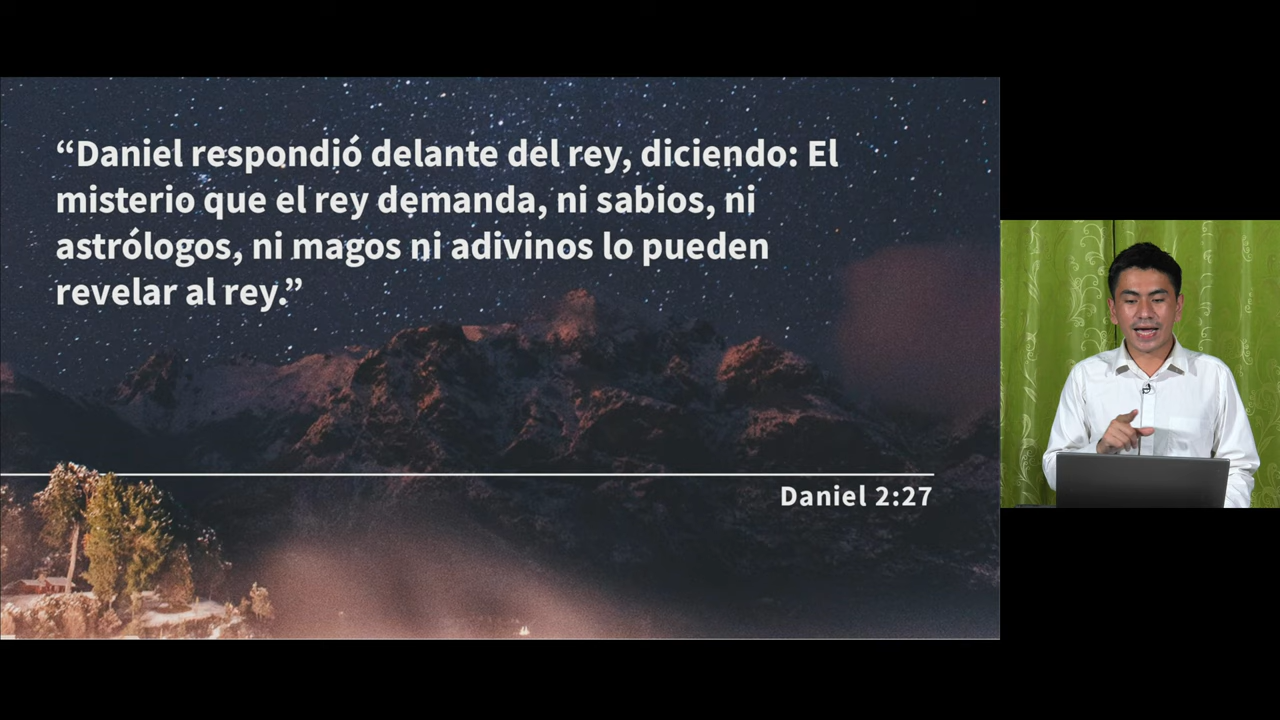 “Daniel respondió delante del rey, diciendo: El
misterio que el rey demanda, ni sabios, ni
astrólogos, ni magos ni adivinos lo pueden
revelar al rey.”
Daniel 2:27